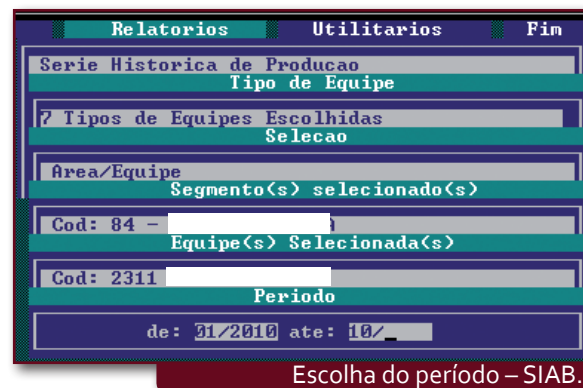 Relatorios Utilitarios Fim
Serie Historica de Producao
Tipo de Equipe
7 Tipos de Equipes Escolhidas
Selecao
Area/Equipe
Segmento(s) selecionado(s)
Cod: 84 -
Equipe(s) Selecionada(s)
Cod: 2311
Periodo
de: 01/2010 ate: 10/_
Escolha do período – SIAB.